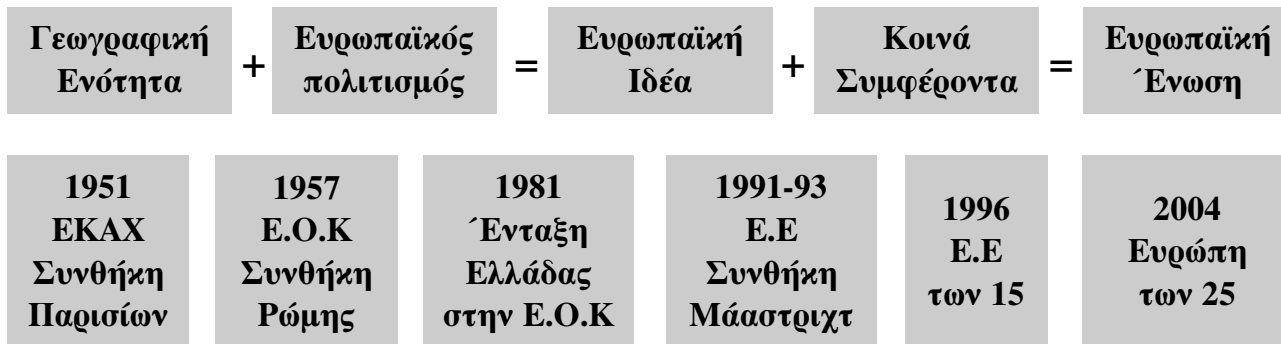 Γεωγραφική
Ενότητα
+
Ευρωπαϊκός
πολιτισμός
=
Ευρωπαϊκή
Ιδέα
+
Κοινά
Συμφέροντα
=
Ευρωπαϊκή
΄Ενωση
1951
ΕΚΑΧ
Συνθήκη
Παρισίων
1957
Ε.Ο.Κ
Συνθήκη
Ρώμης
1981
΄Ενταξη
Ελλάδας
στην Ε.Ο.Κ
1991-93
Ε.Ε
Συνθήκη
Μάαστριχτ
1996
Ε.Ε
των 15
2004
Ευρώπη
των 25